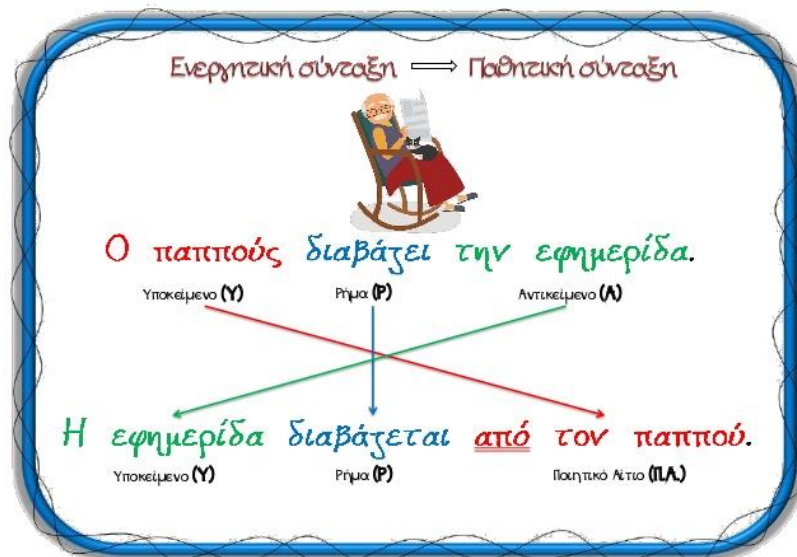 Ενεργητική σύνταξη ⟹ Παθητική σύνταξη
Ο παππούς διαβάζει την εφημερίδα.
Υποκείμενο (Υ) Ρήμα (Ρ) Αντικείμενο (Α)
Η εφημερίδα διαβάζεται από τον παππού.
Υποκείμενο (Υ) Ρήμα (Ρ) Ποιητικό Αίτιο (Π.Α.)